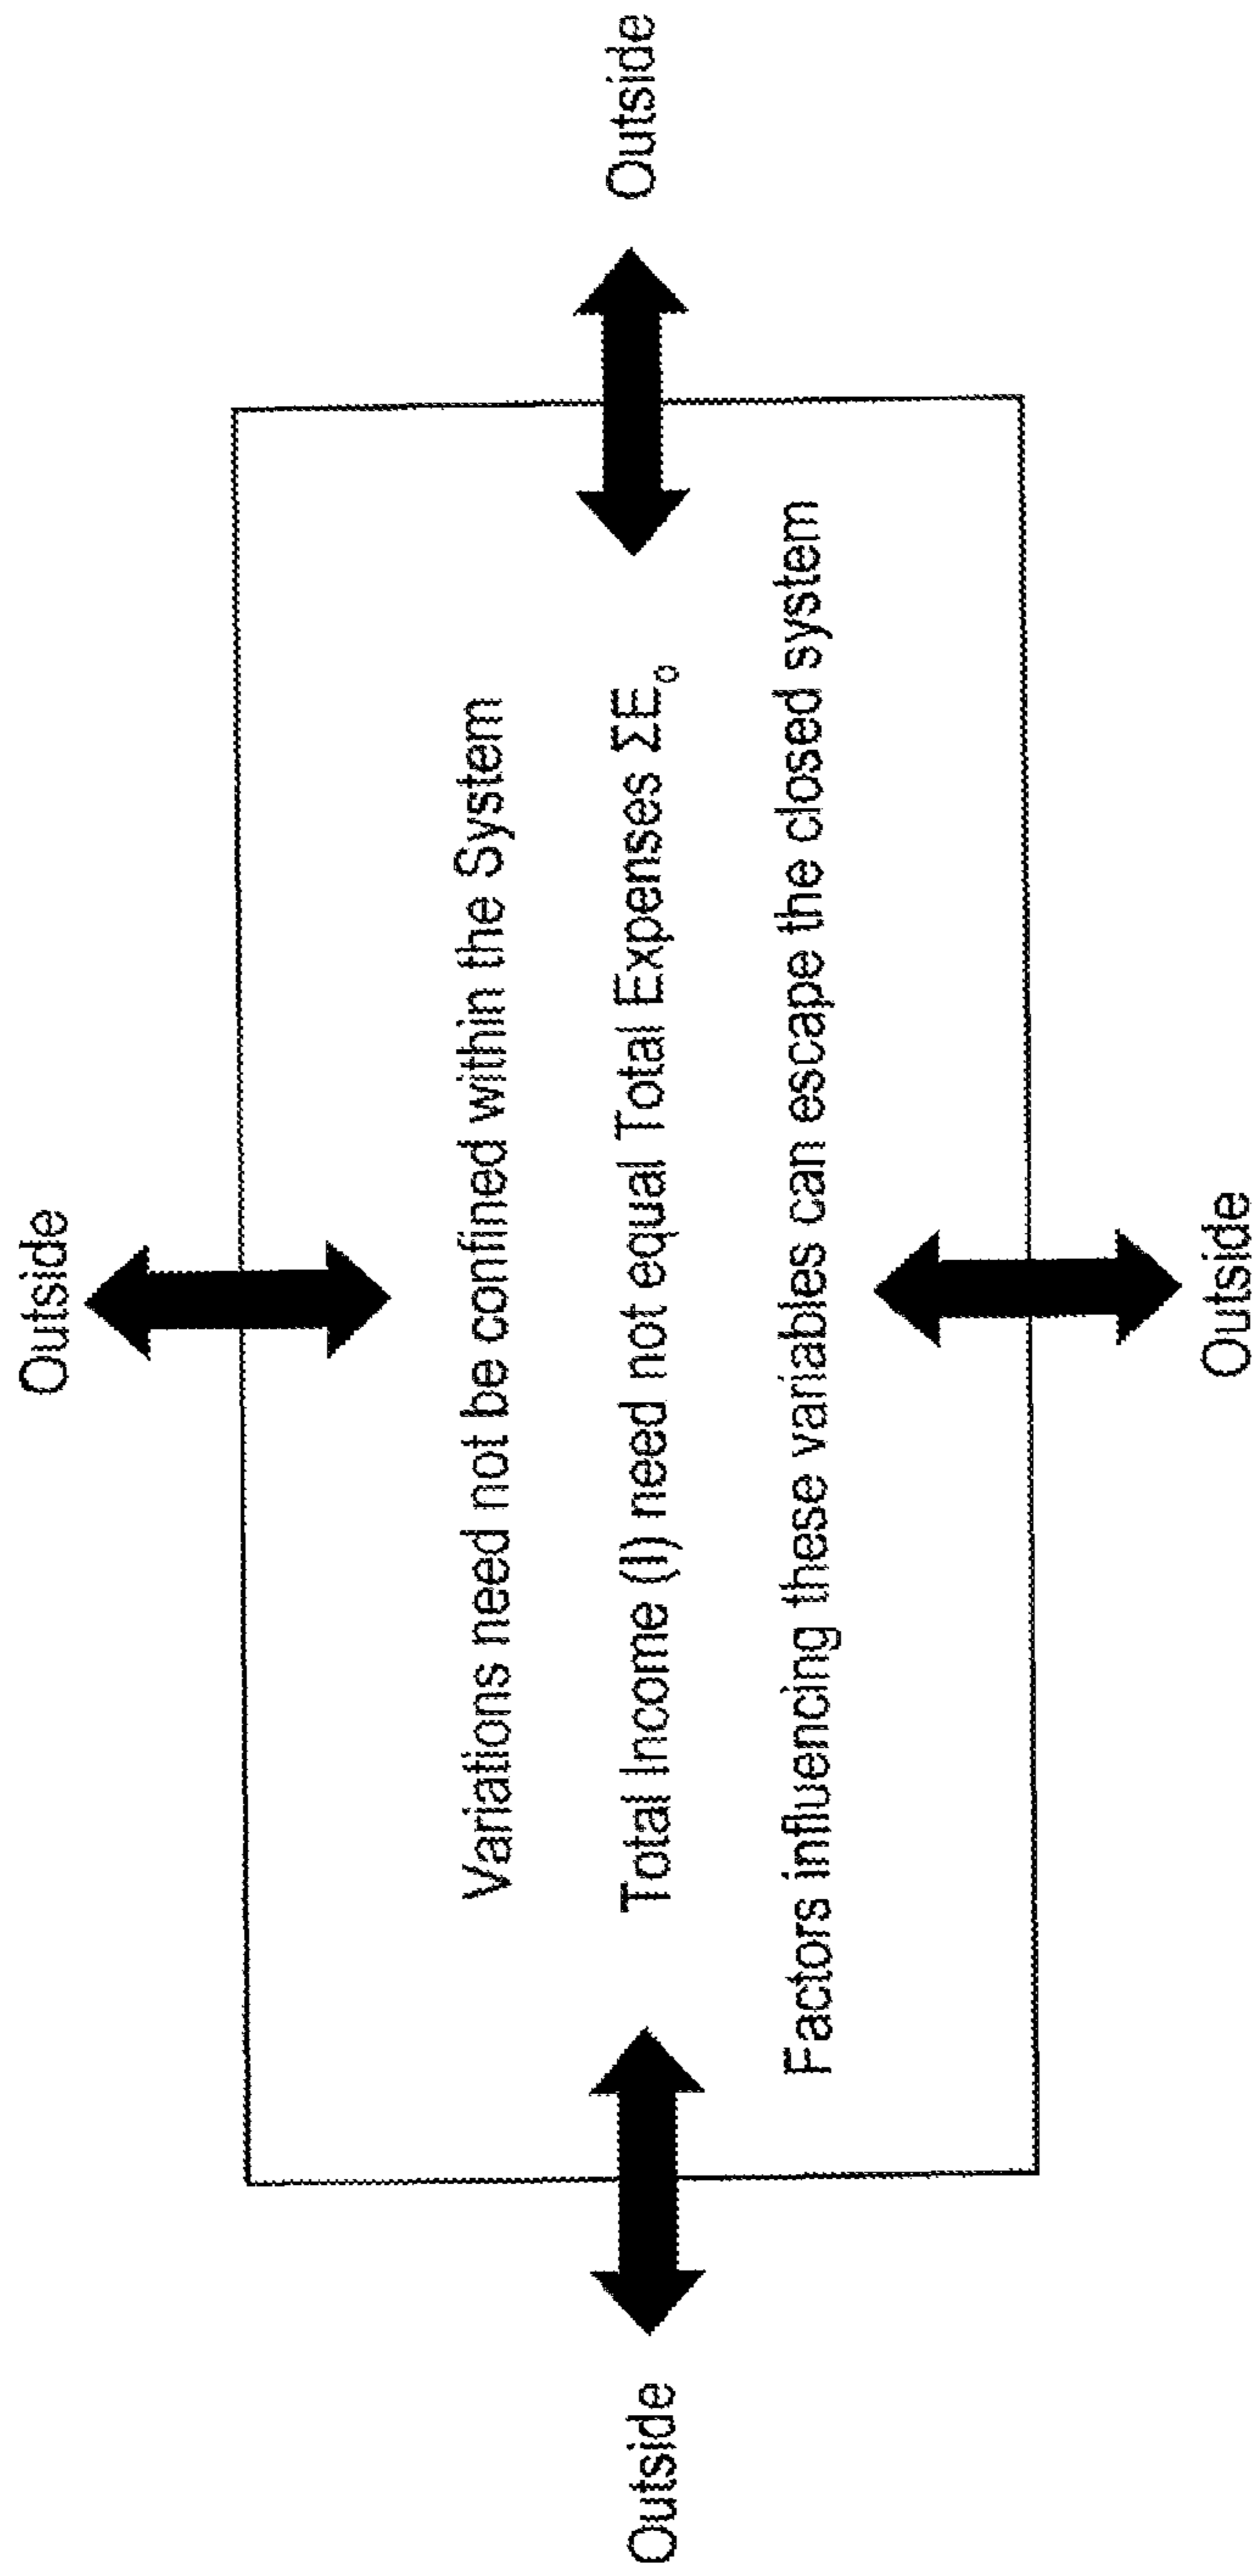 Outside
Variations need not be confined within the System
Outside
Total Income (I) need not equal Total Expenses ΣEₒ
Outside
Factors influencing these variables can escape the closed system
Outside